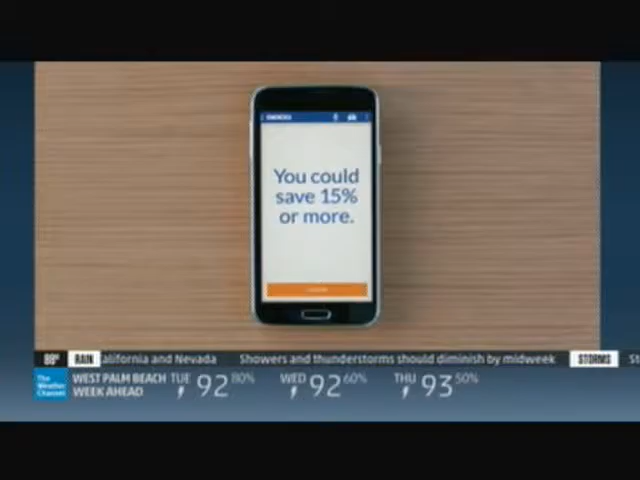 You could
save 15%
or more.
88° RAIN alifornia and Nevada Showers and thunderstorms should diminish by midweek STORMS
The Weather Channel
WEST PALM BEACH TUE 92 80% WED 92 60% THU 93 50%
WEEK AHEAD